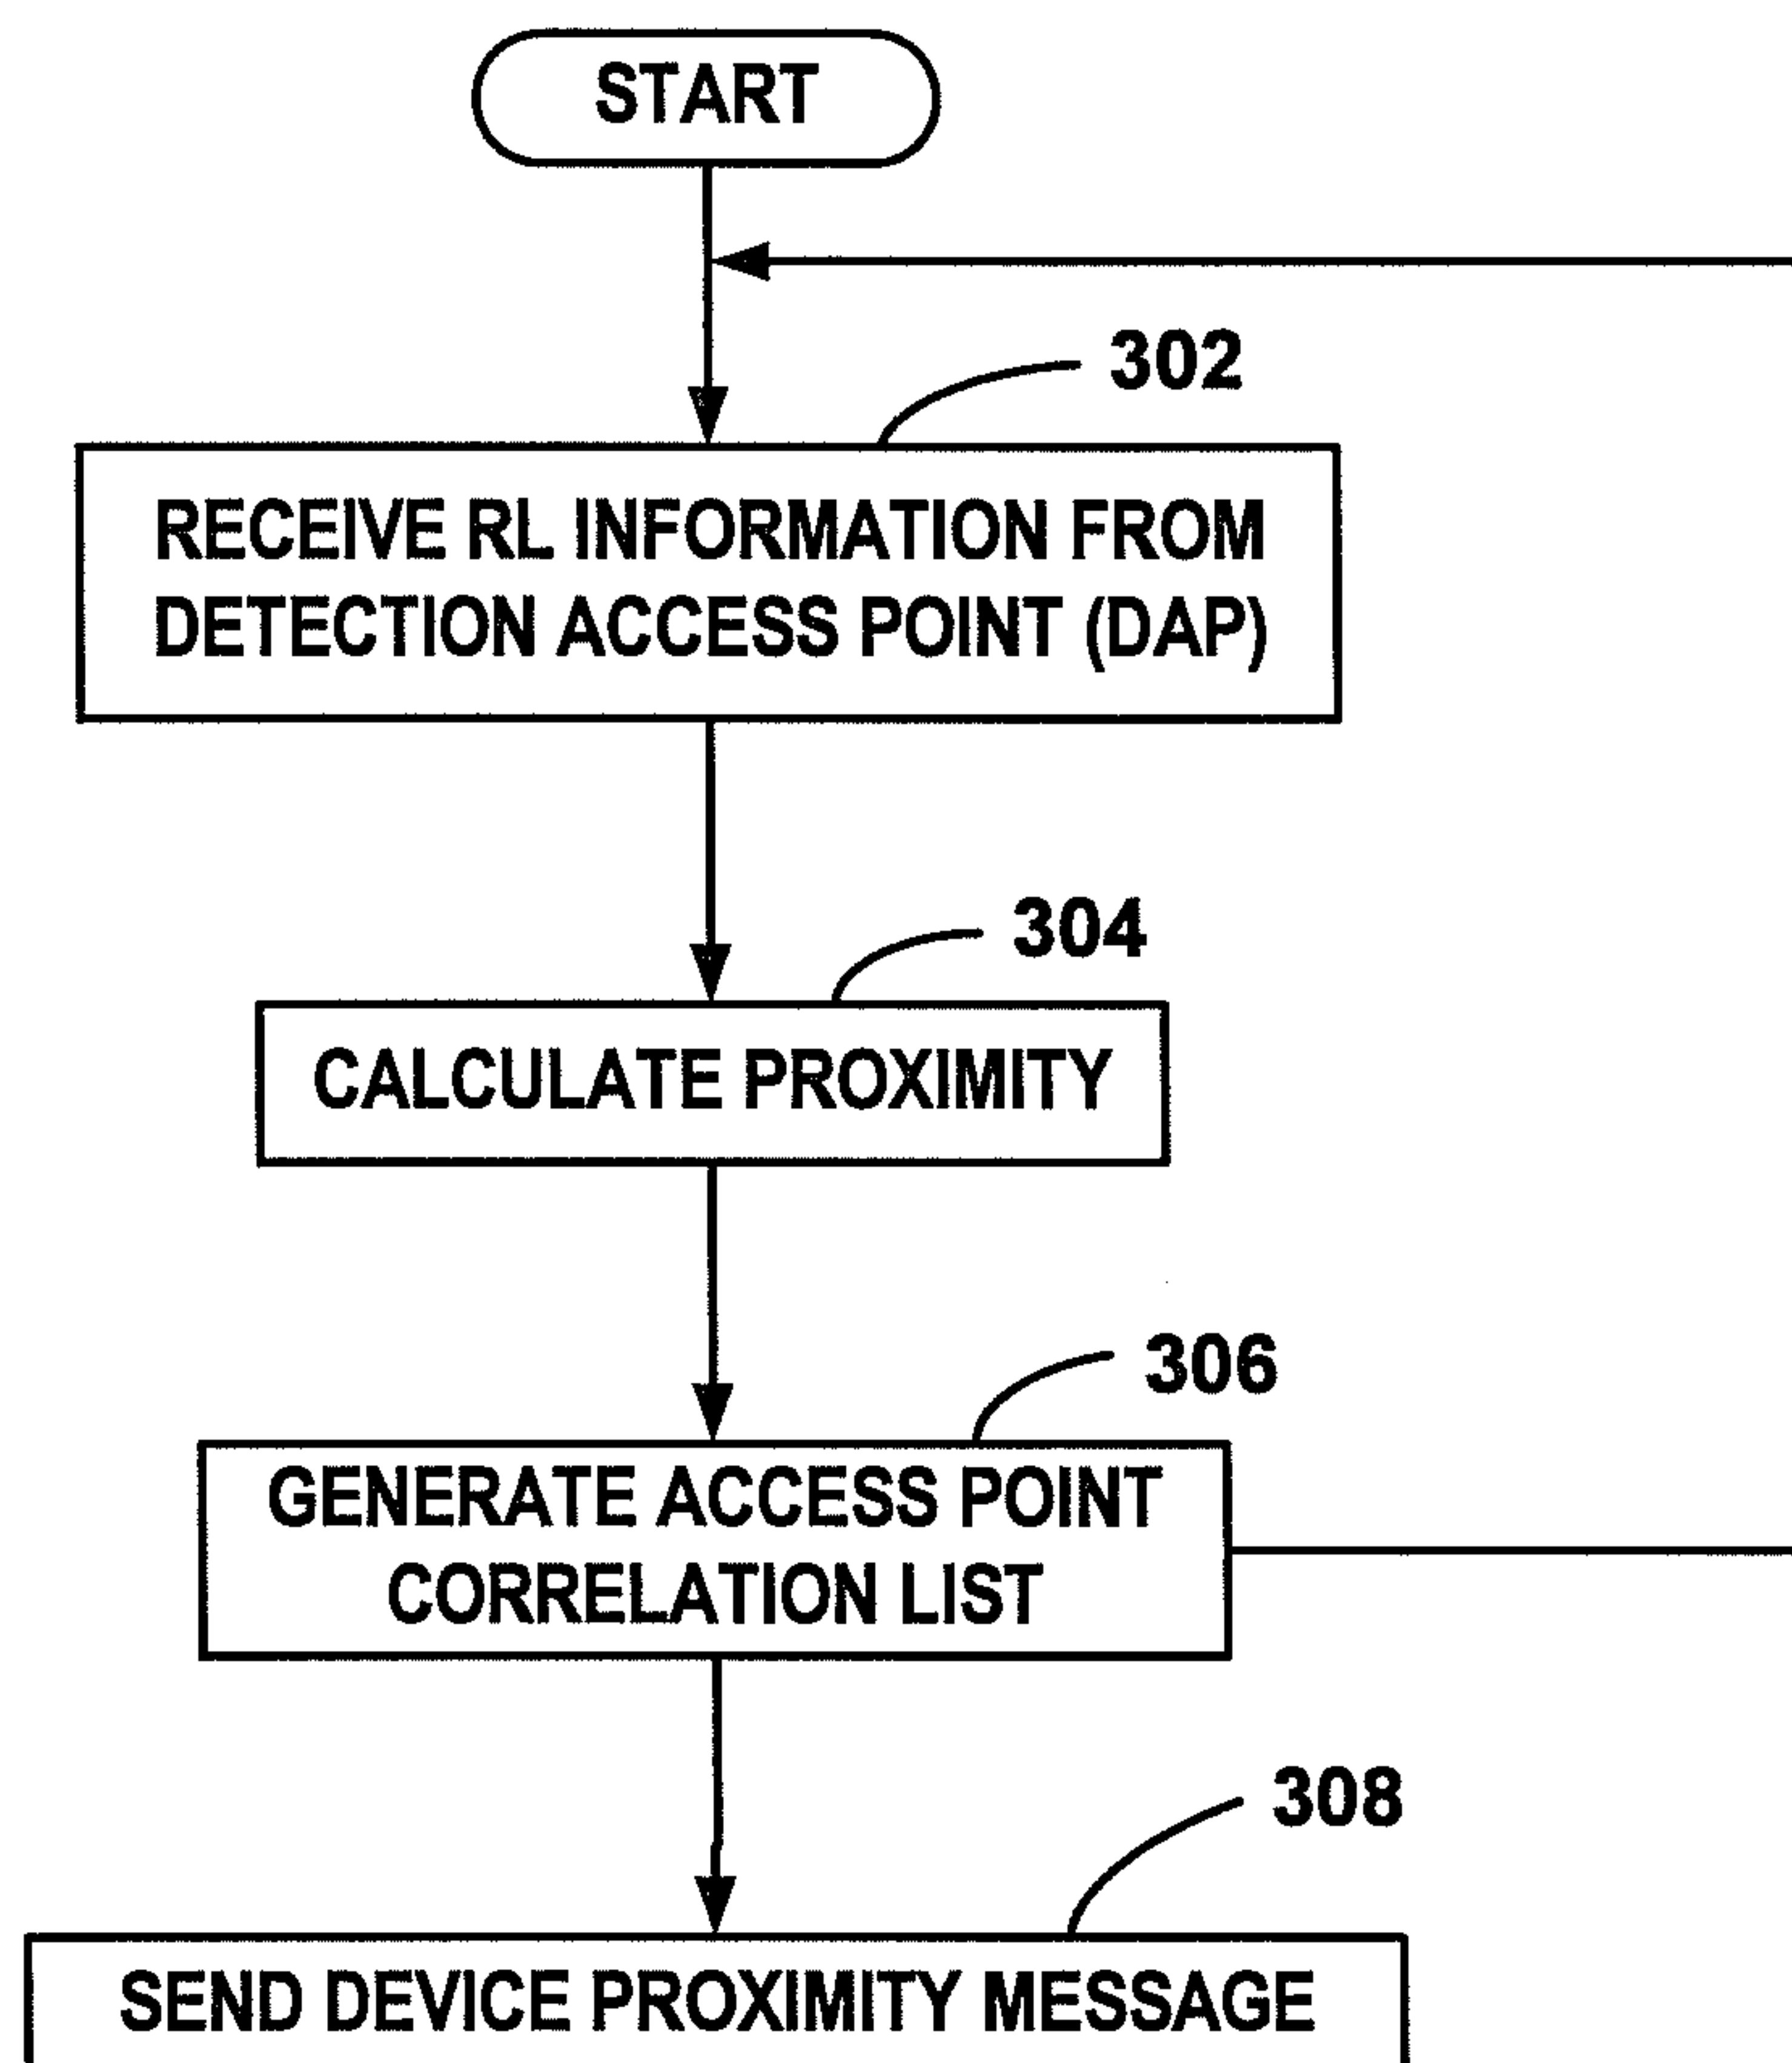 START
302
RECEIVE RL INFORMATION FROM
DETECTION ACCESS POINT (DAP)
304
CALCULATE PROXIMITY
306
GENERATE ACCESS POINT
CORRELATION LIST
308
SEND DEVICE PROXIMITY MESSAGE